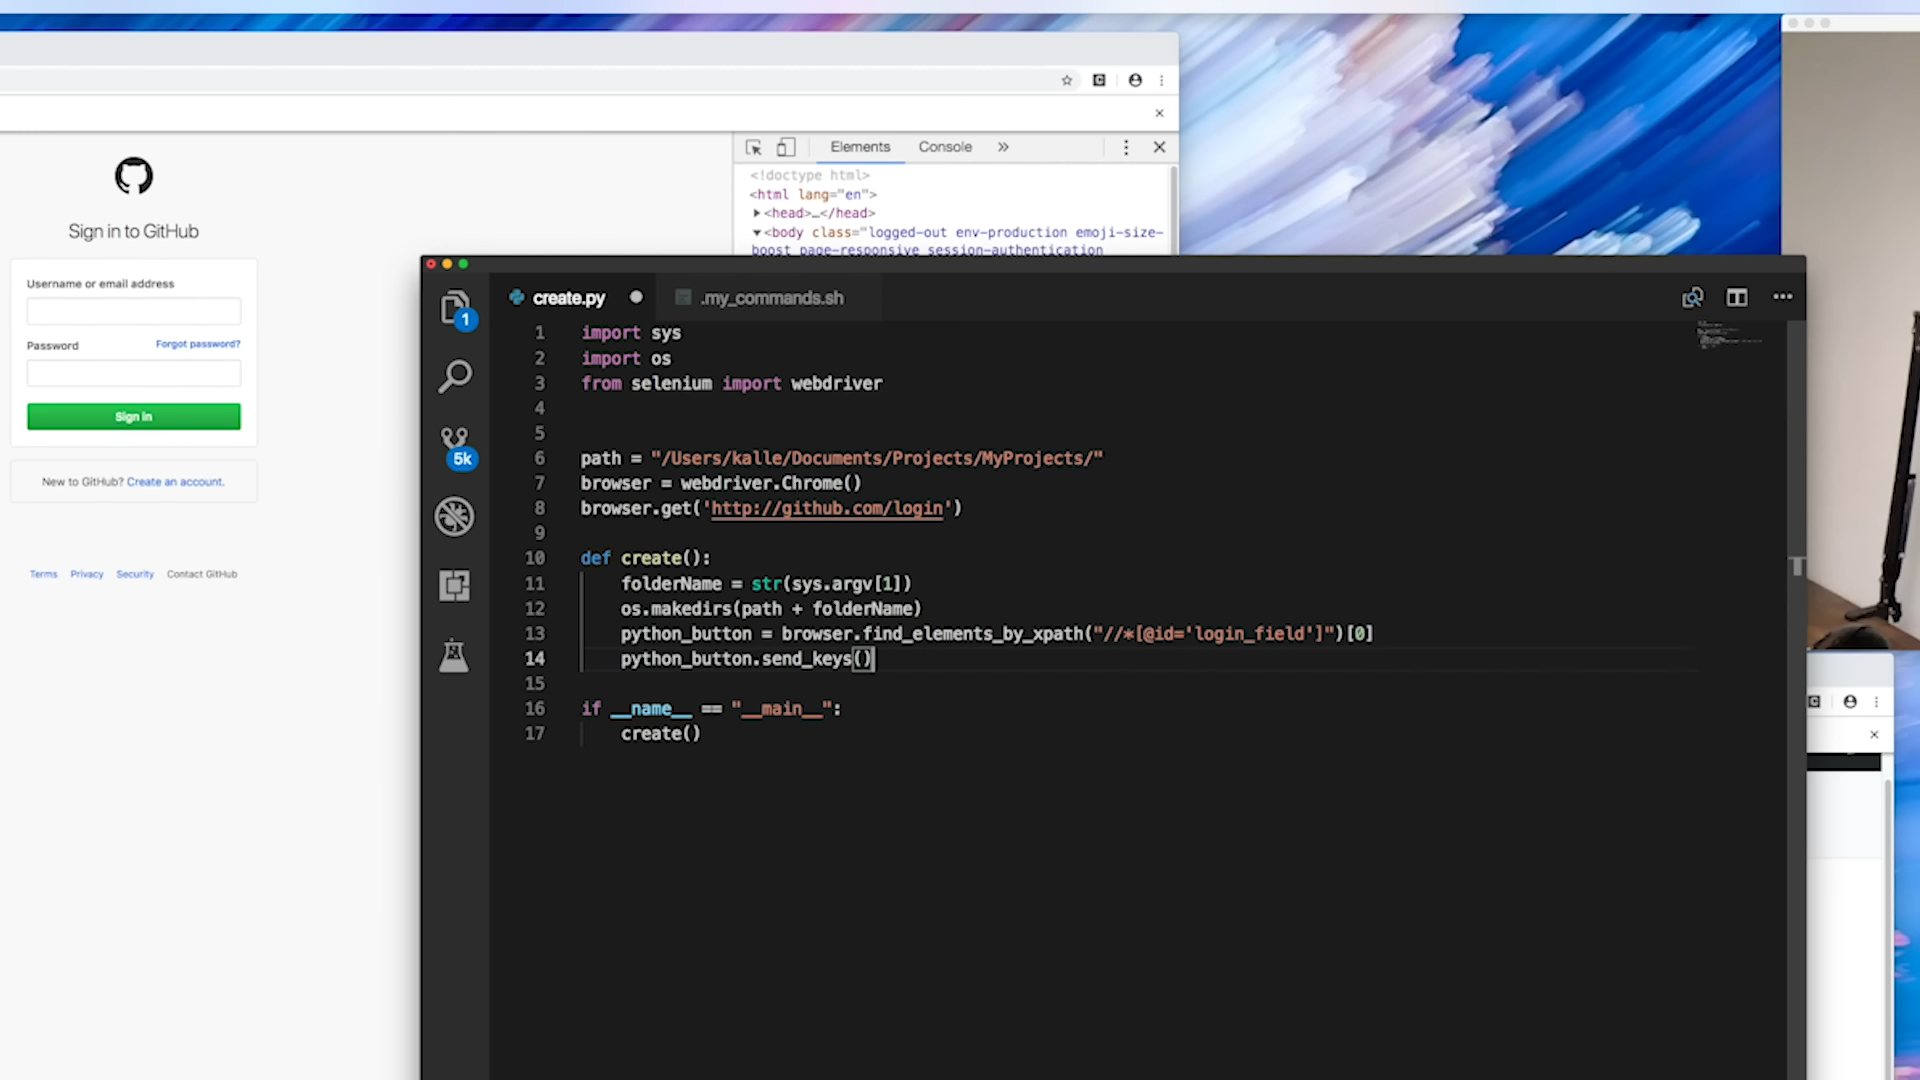 Elements Console »
<!doctype html>
<html lang="en">
<head>…</head>
<body class="logged-out env-production emoji-size-
boost page-responsive session-authentication
Sign in to GitHub
Username or email address
Password Forgot password?
Sign in
New to GitHub? Create an account.
Terms Privacy Security Contact GitHub
create.py .my_commands.sh
1
5k
1 import sys
2 import os
3 from selenium import webdriver
4
5
6 path = "/Users/kalle/Documents/Projects/MyProjects/"
7 browser = webdriver.Chrome()
8 browser.get('http://github.com/login')
9
10 def create():
11 folderName = str(sys.argv[1])
12 os.makedirs(path + folderName)
13 python_button = browser.find_elements_by_xpath("//*[@id='login_field']")[0]
14 python_button.send_keys()
15
16 if __name__ == "__main__":
17 create()